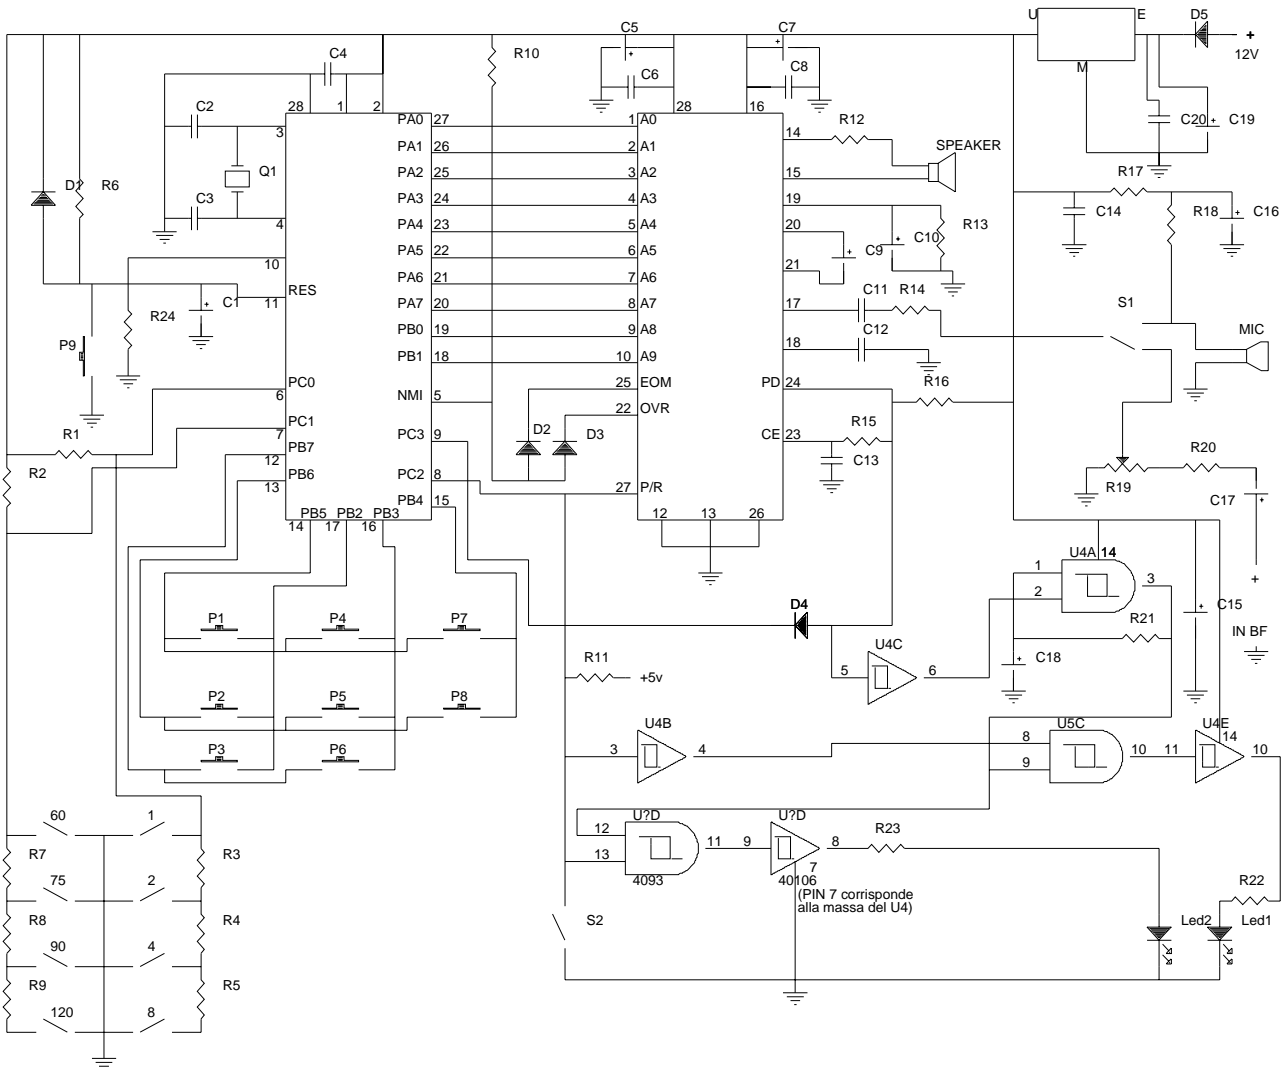 C5
C7
U
E
D5
+
12V
C4
R10
C6
C8
M
C2
28
1
2
28
16
C20
C19
3
PA0
27
1
A0
14
R12
PA1
26
2
A1
SPEAKER
Q1
PA2
25
3
A2
15
R17
D1
R6
C3
PA3
24
4
A3
19
C14
R18
C16
4
PA4
23
5
A4
20
C10
R13
10
PA5
22
6
A5
C9
21
RES
PA6
21
7
A6
C11
R14
11
C1
PA7
20
8
A7
17
S1
R24
PB0
19
9
A8
C12
MIC
P9
PB1
18
10
A9
18
PC0
25
EOM
PD
24
R16
6
NMI
5
22
OVR
PC1
D2
D3
R15
R1
7
PC3
9
CE
23
PB7
12
R20
R2
PB6
PC2
8
C13
13
27
P/R
R19
PB4
15
C17
PB5
PB2
PB3
14
17
16
12
13
26
U4A
14
1
3
+
2
P1
P4
P7
D4
C15
R21
IN BF
U4C
R11
5
6
C18
+5v
P2
P5
P8
U4B
U5C
U4E
8
14
P3
P6
3
4
10
11
10
9
60
1
U?D
U?D
12
R23
R7
R3
11
9
8
13
7
75
2
4093
40106
(PIN 7 corrisponde
alla massa del U4)
R22
R8
R4
S2
Led2
Led1
90
4
R9
R5
120
8